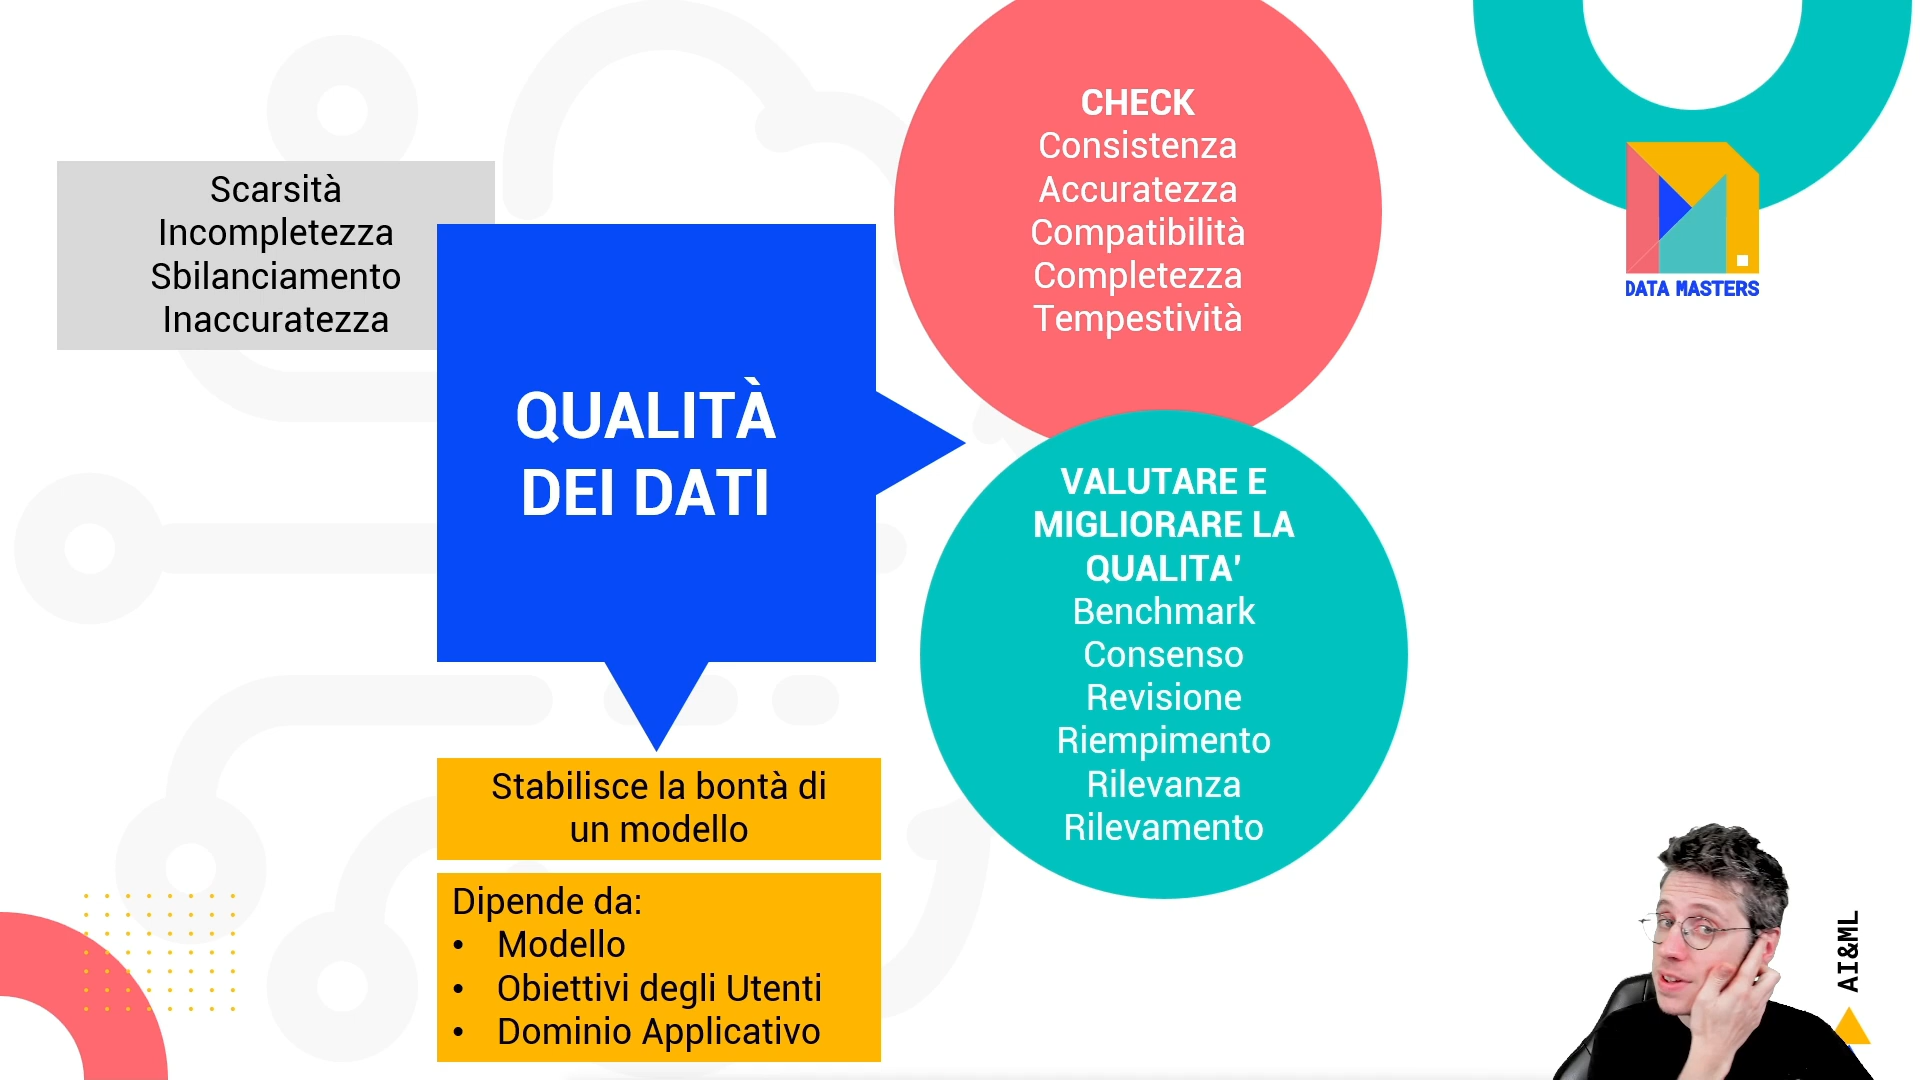 Scarsità
Incompletezza
Sbilanciamento
Inaccuratezza
QUALITÀ
DEI DATI
CHECK
Consistenza
Accuratezza
Compatibilità
Completezza
Tempestività
VALUTARE E
MIGLIORARE LA
QUALITA'
Benchmark
Consenso
Revisione
Riempimento
Rilevanza
Rilevamento
Stabilisce la bontà di
un modello
Dipende da:
• Modello
• Obiettivi degli Utenti
• Dominio Applicativo
DATA MASTERS
AI&ML